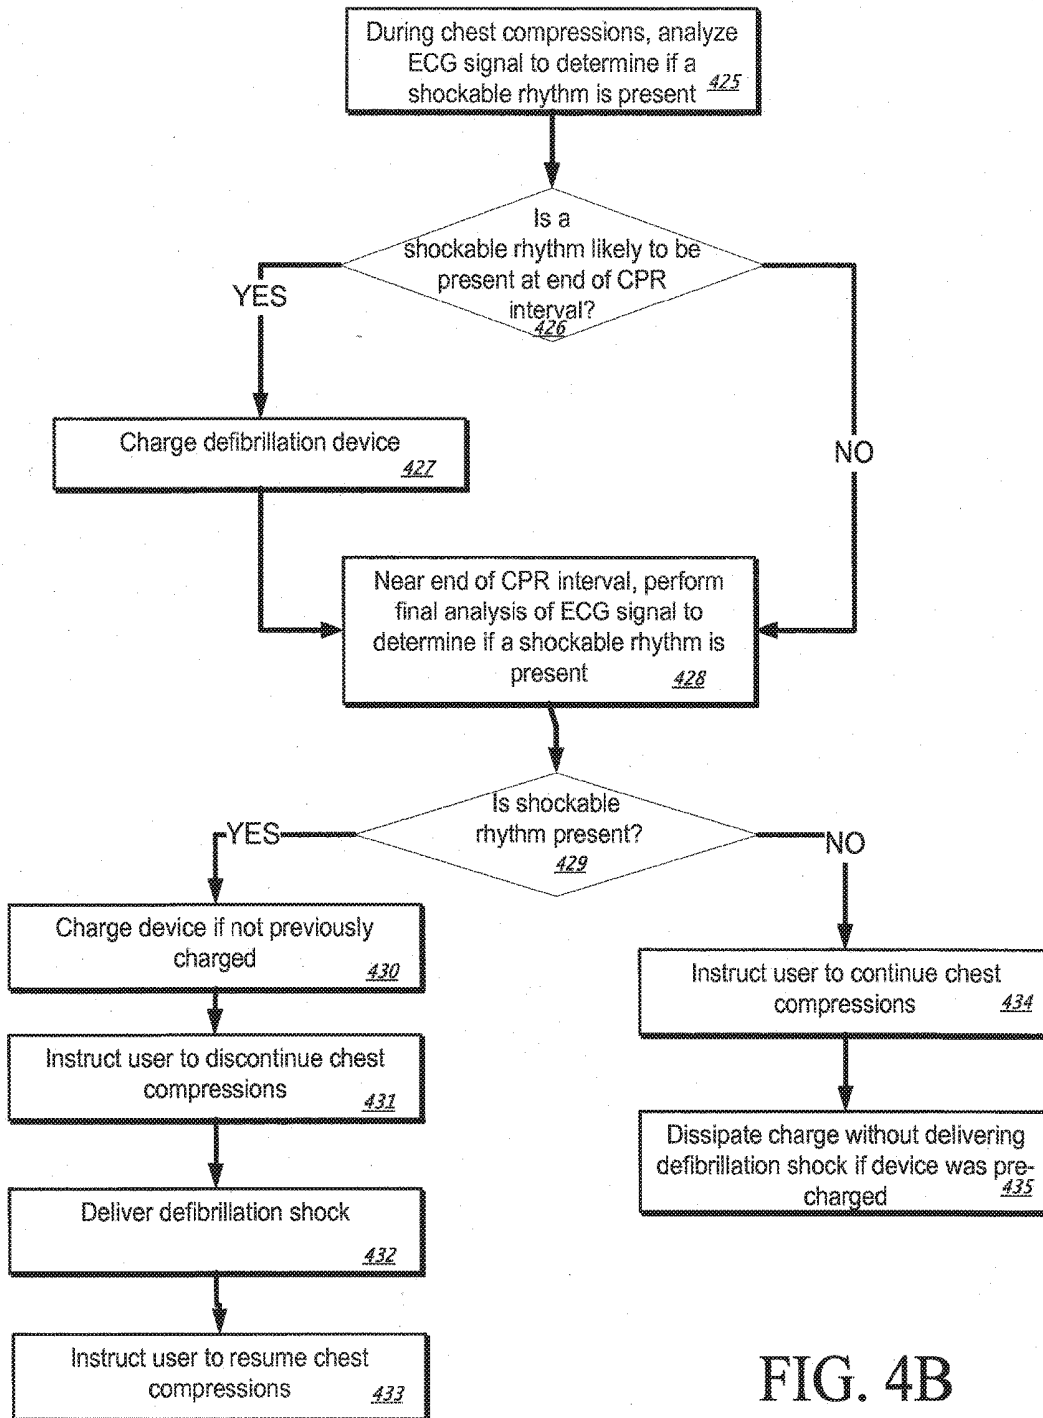 During chest compressions, analyze
ECG signal to determine if a
shockable rhythm is present 425
Is a
shockable rhythm likely to be
present at end of CPR
interval?
426
YES
NO
Charge defibrillation device
427
Near end of CPR interval, perform
final analysis of ECG signal to
determine if a shockable rhythm is
present 428
Is shockable
rhythm present?
429
YES
NO
Charge device if not previously
charged 430
Instruct user to discontinue chest
compressions 431
Deliver defibrillation shock
432
Instruct user to resume chest
compressions 433
Instruct user to continue chest
compressions 434
Dissipate charge without delivering
defibrillation shock if device was pre-
charged 435
FIG. 4B